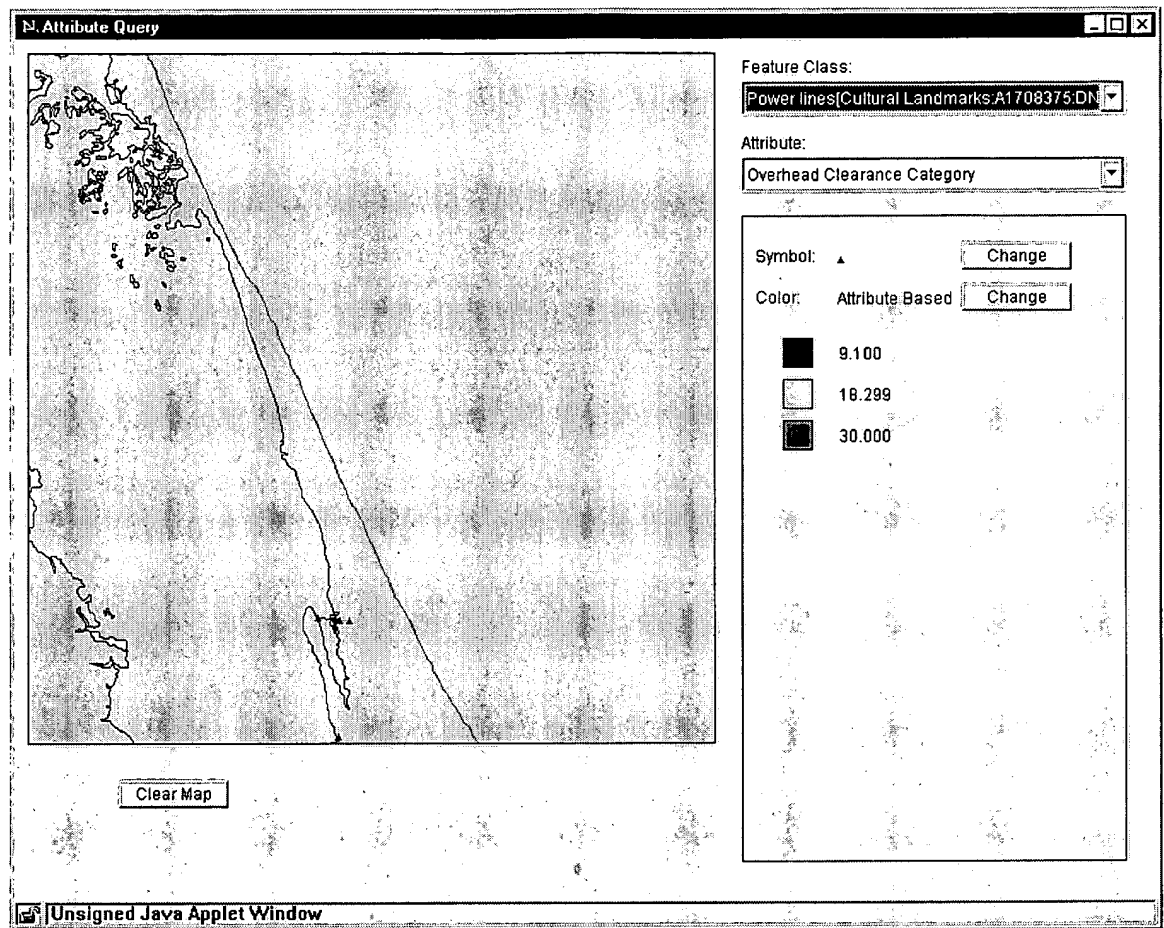 N. Attribute Query
Feature Class:
Power lines[Cultural Landmarks:A1708375:DN
Attribute:
Overhead Clearance Category
Symbol:
Change
Color:
Attribute Based
Change
9.100
18.299
30.000
Clear Map
Unsigned Java Applet Window